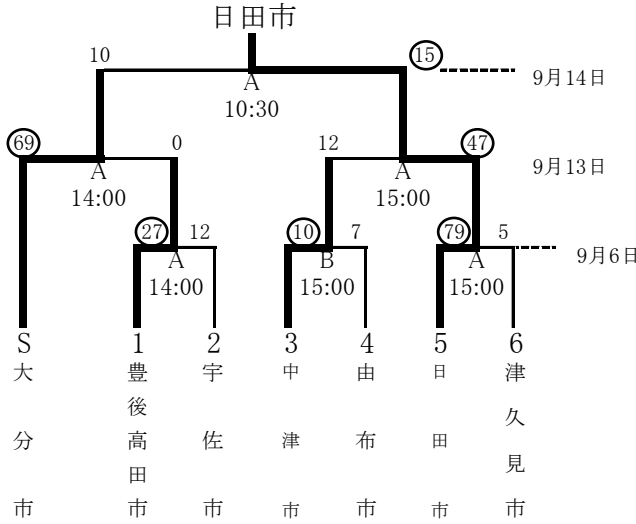 日田市
10
15
A
9月14日
10:30
69
0
12
47
A
A
9月13日
14:00
15:00
27
12
10
7
79
5
A
B
A
9月6日
14:00
15:00
15:00
S
1
2
3
4
5
6
大分市
豊後高田市
宇佐市
中津市
由布市
日田市
津久見市